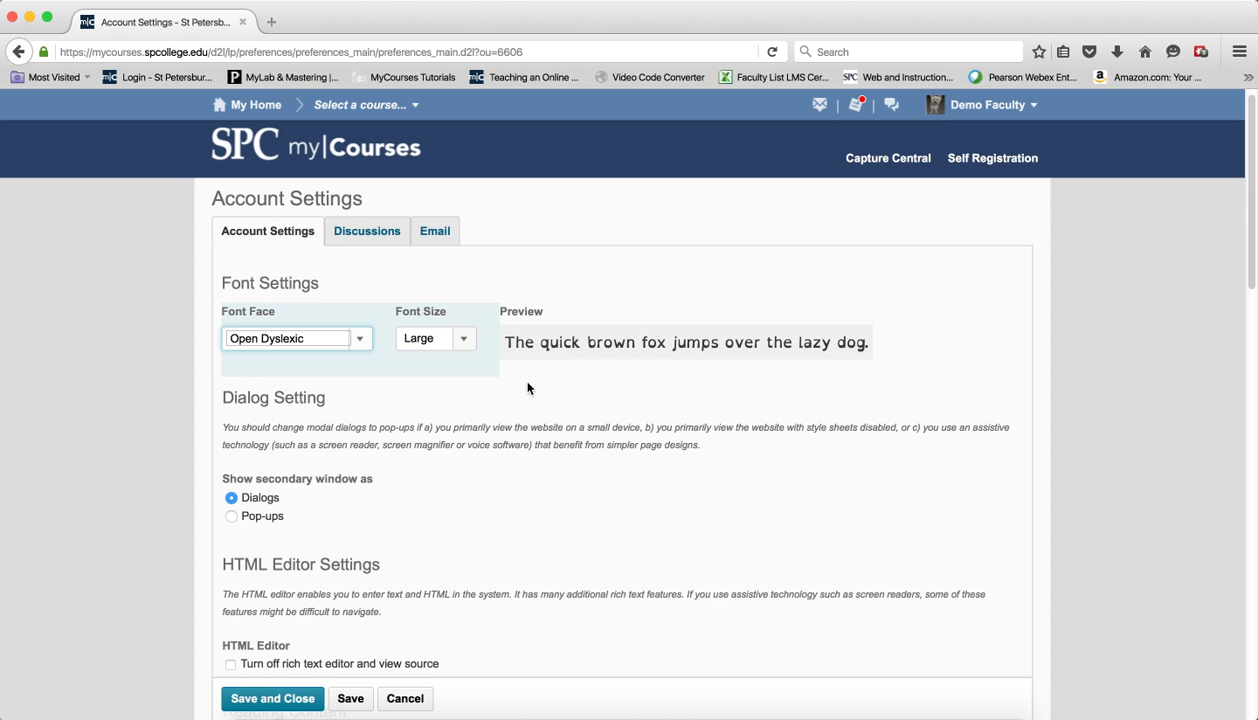 Account Settings - St Petersb...
https://mycourses.spcollege.edu/d2l/lp/preferences/preferences_main/preferences_main.d2l?ou=6606
Search
Most Visited
m|c Login - St Petersbur...
P MyLab & Mastering |...
MyCourses Tutorials
m|c Teaching an Online ...
Video Code Converter
Faculty List LMS Cer...
SPC Web and Instruction...
Pearson Webex Ent...
a Amazon.com: Your ...
My Home
Select a course...
Demo Faculty
SPC my|Courses
Capture Central Self Registration
Account Settings
Account Settings Discussions Email
Font Settings
Font Face Font Size Preview
Open Dyslexic Large The quick brown fox jumps over the lazy dog.
Dialog Setting
You should change modal dialogs to pop-ups if a) you primarily view the website on a small device, b) you primarily view the website with style sheets disabled, or c) you use an assistive
technology (such as a screen reader, screen magnifier or voice software) that benefit from simpler page designs.
Show secondary window as
Dialogs
Pop-ups
HTML Editor Settings
The HTML editor enables you to enter text and HTML in the system. It has many additional rich text features. If you use assistive technology such as screen readers, some of these
features might be difficult to navigate.
HTML Editor
Turn off rich text editor and view source
Save and Close Save Cancel
Reading Content